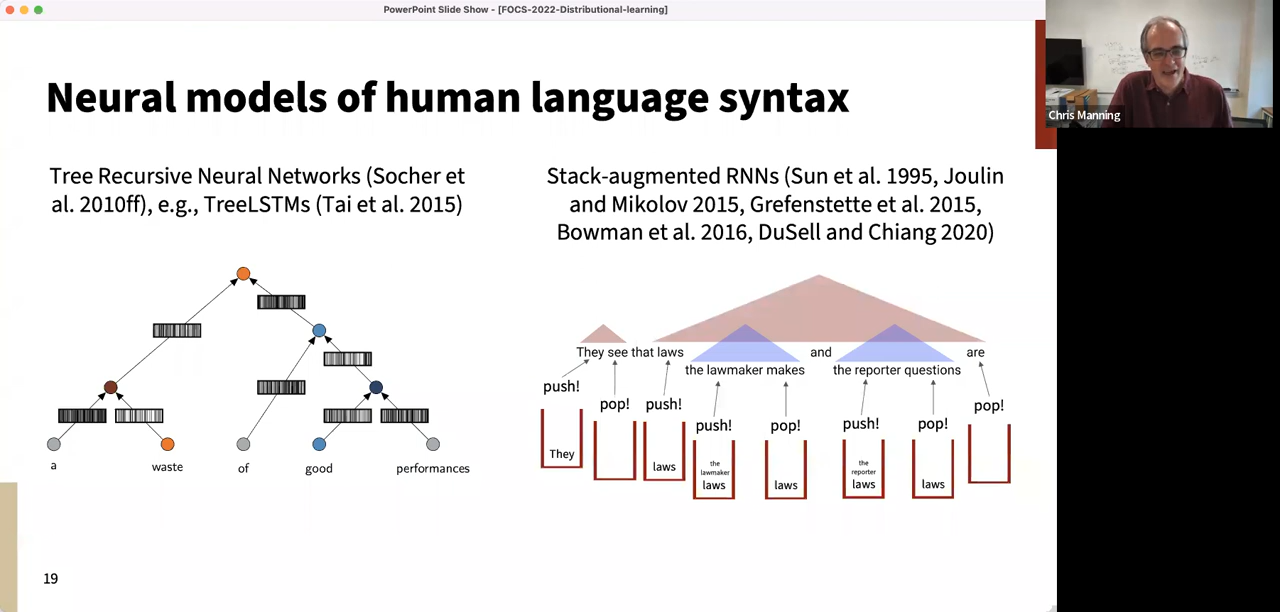 PowerPoint Slide Show - [FOCS-2022-Distributional-learning]
Chris Manning
Neural models of human language syntax
Tree Recursive Neural Networks (Socher et
al. 2010ff), e.g., TreeLSTMs (Tai et al. 2015)
a
waste
of
good
performances
Stack-augmented RNNs (Sun et al. 1995, Joulin
and Mikolov 2015, Grefenstette et al. 2015,
Bowman et al. 2016, DuSell and Chiang 2020)
They see that laws
and
are
the lawmaker makes
the reporter questions
push!
pop!
push!
push!
pop!
push!
pop!
pop!
They
laws
the
lawmaker
laws
laws
the
reporter
laws
laws
19